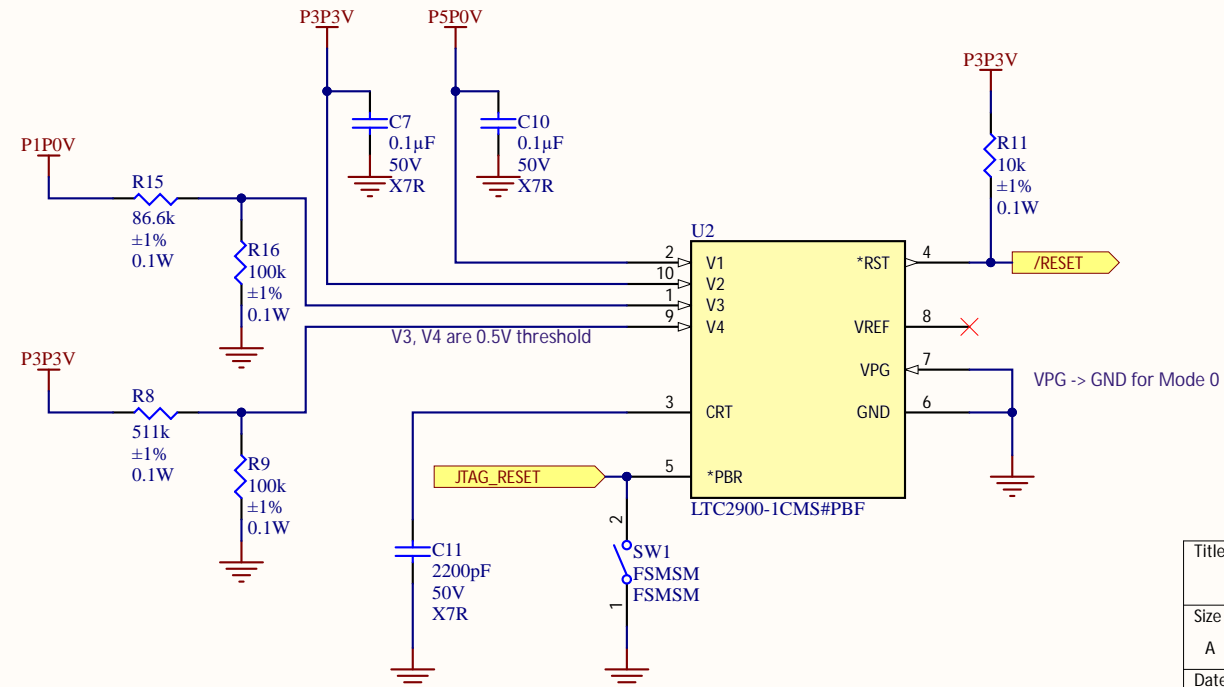 P3P3V
P5P0V
P3P3V
C7
0.1µF
50V
X7R
C10
0.1µF
50V
X7R
R11
10k
±1%
0.1W
P1P0V
R15
86.6k
±1%
0.1W
R16
100k
±1%
0.1W
U2
2
V1
10
V2
1
V3
9
V4
V3, V4 are 0.5V threshold
3
CRT
5
*PBR
*RST
4
/RESET
VREF
8
VPG
7
VPG -> GND for Mode 0
GND
6
LTC2900-1CMS#PBF
P3P3V
R8
511k
±1%
0.1W
R9
100k
±1%
0.1W
JTAG_RESET
C11
2200pF
50V
X7R
2
SW1
FSMSM
FSMSM
1
Title
Size
A
Date